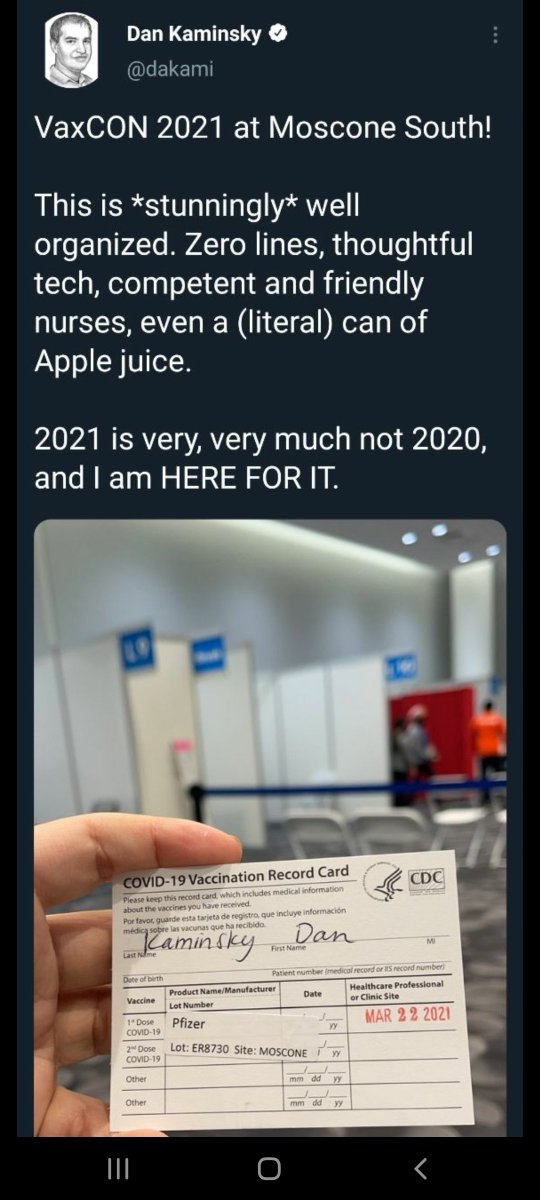 Dan Kaminsky
@dakami
VaxCON 2021 at Moscone South!
This is *stunningly* well
organized. Zero lines, thoughtful
tech, competent and friendly
nurses, even a (literal) can of
Apple juice.
2021 is very, very much not 2020,
and I am HERE FOR IT.
L9
COVID-19 Vaccination Record Card
CDC
Please keep this record card, which includes medical information
about the vaccines you have received.
Por favor, guarde esta tarjeta de registro, que incluye información
médica sobre las vacunas que ha recibido.
Kaminsky Dan
Last Name First Name MI
Date of birth Patient number (medical record or IIS record number)
Vaccine Product Name/Manufacturer Date Healthcare Professional
Lot Number or Clinic Site
1st Dose Pfizer MAR 22 2021
COVID-19 yy
2nd Dose Lot: ER8730 Site: MOSCONE yy
COVID-19
Other
mm dd yy
Other
mm dd yy